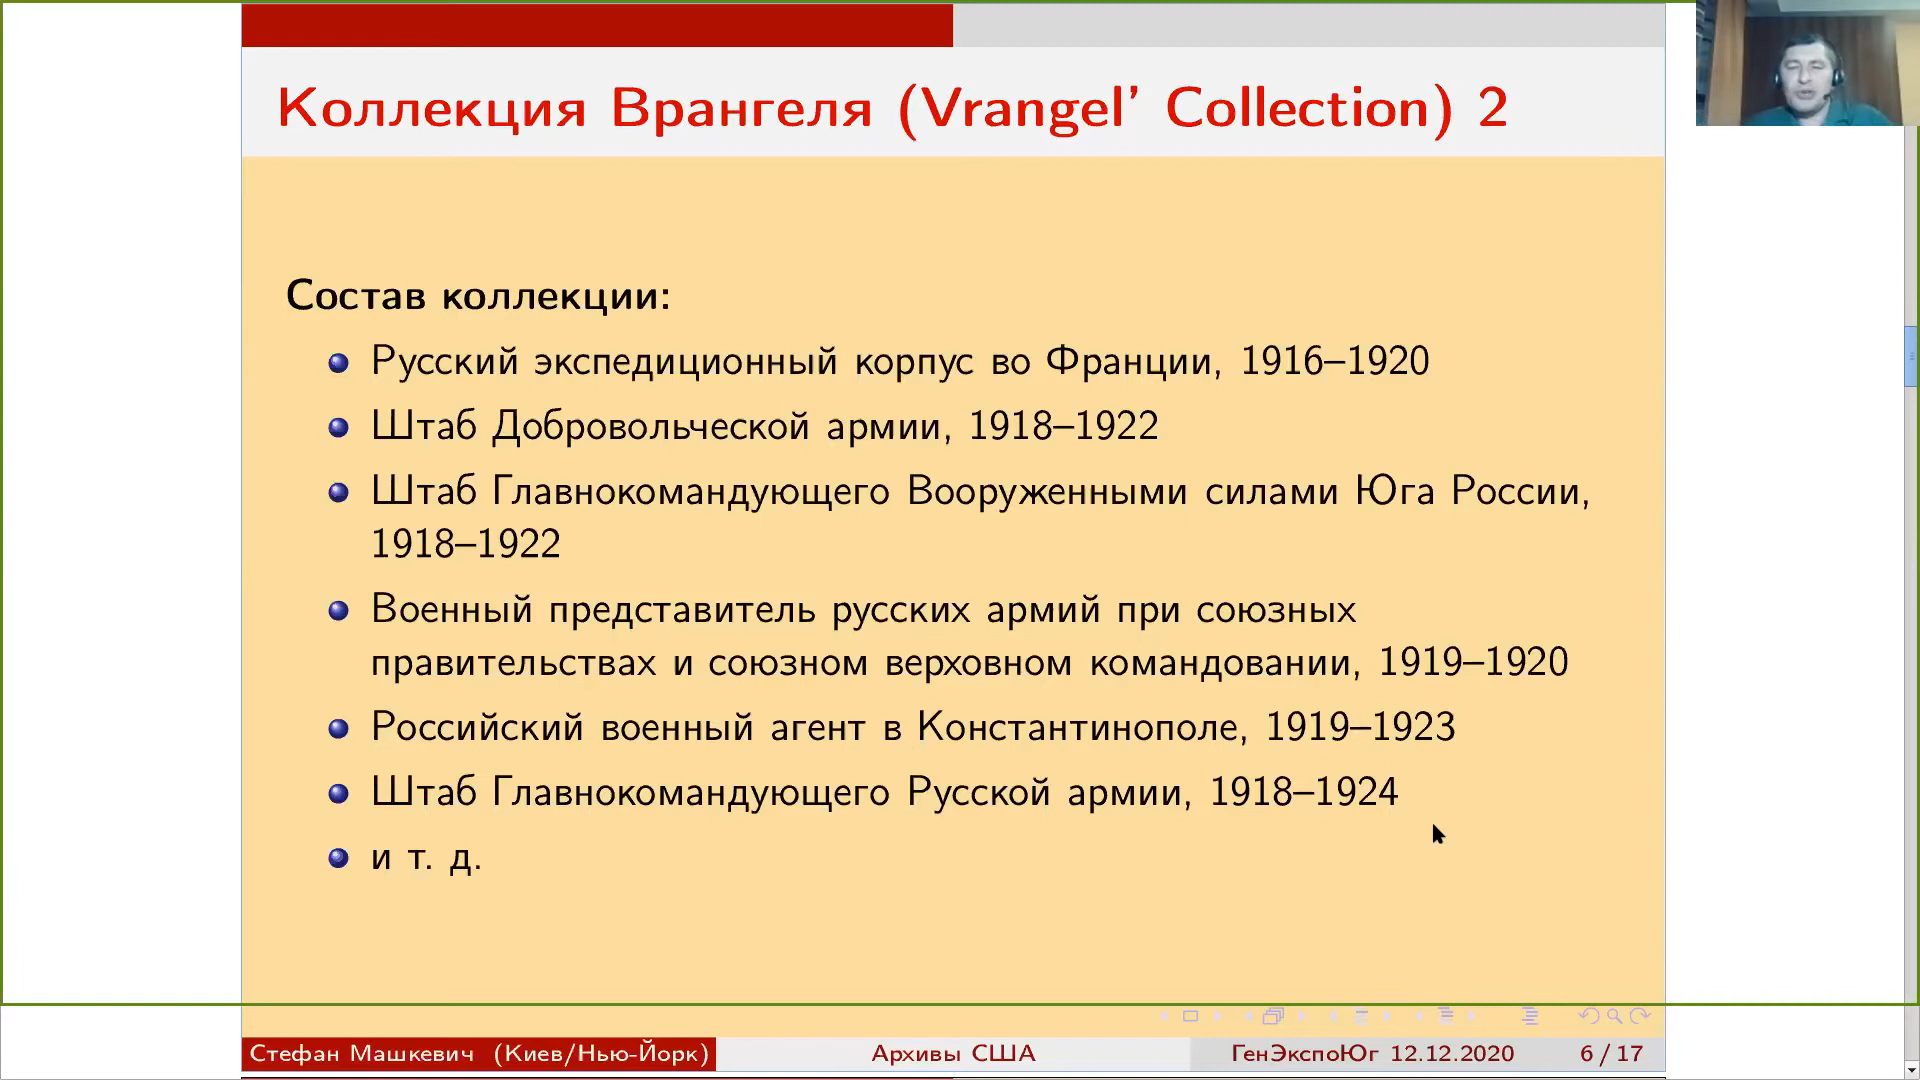 Коллекция Врангеля (Vrangel’ Collection) 2
Состав коллекции:
Русский экспедиционный корпус во Франции, 1916–1920
Штаб Добровольческой армии, 1918–1922
Штаб Главнокомандующего Вооруженными силами Юга России,
1918–1922
Военный представитель русских армий при союзных
правительствах и союзном верховном командовании, 1919–1920
Российский военный агент в Константинополе, 1919–1923
Штаб Главнокомандующего Русской армии, 1918–1924
и т. д.
Стефан Машкевич (Киев/Нью-Йорк) Архивы США ГенЭкспоЮг 12.12.2020 6 / 17